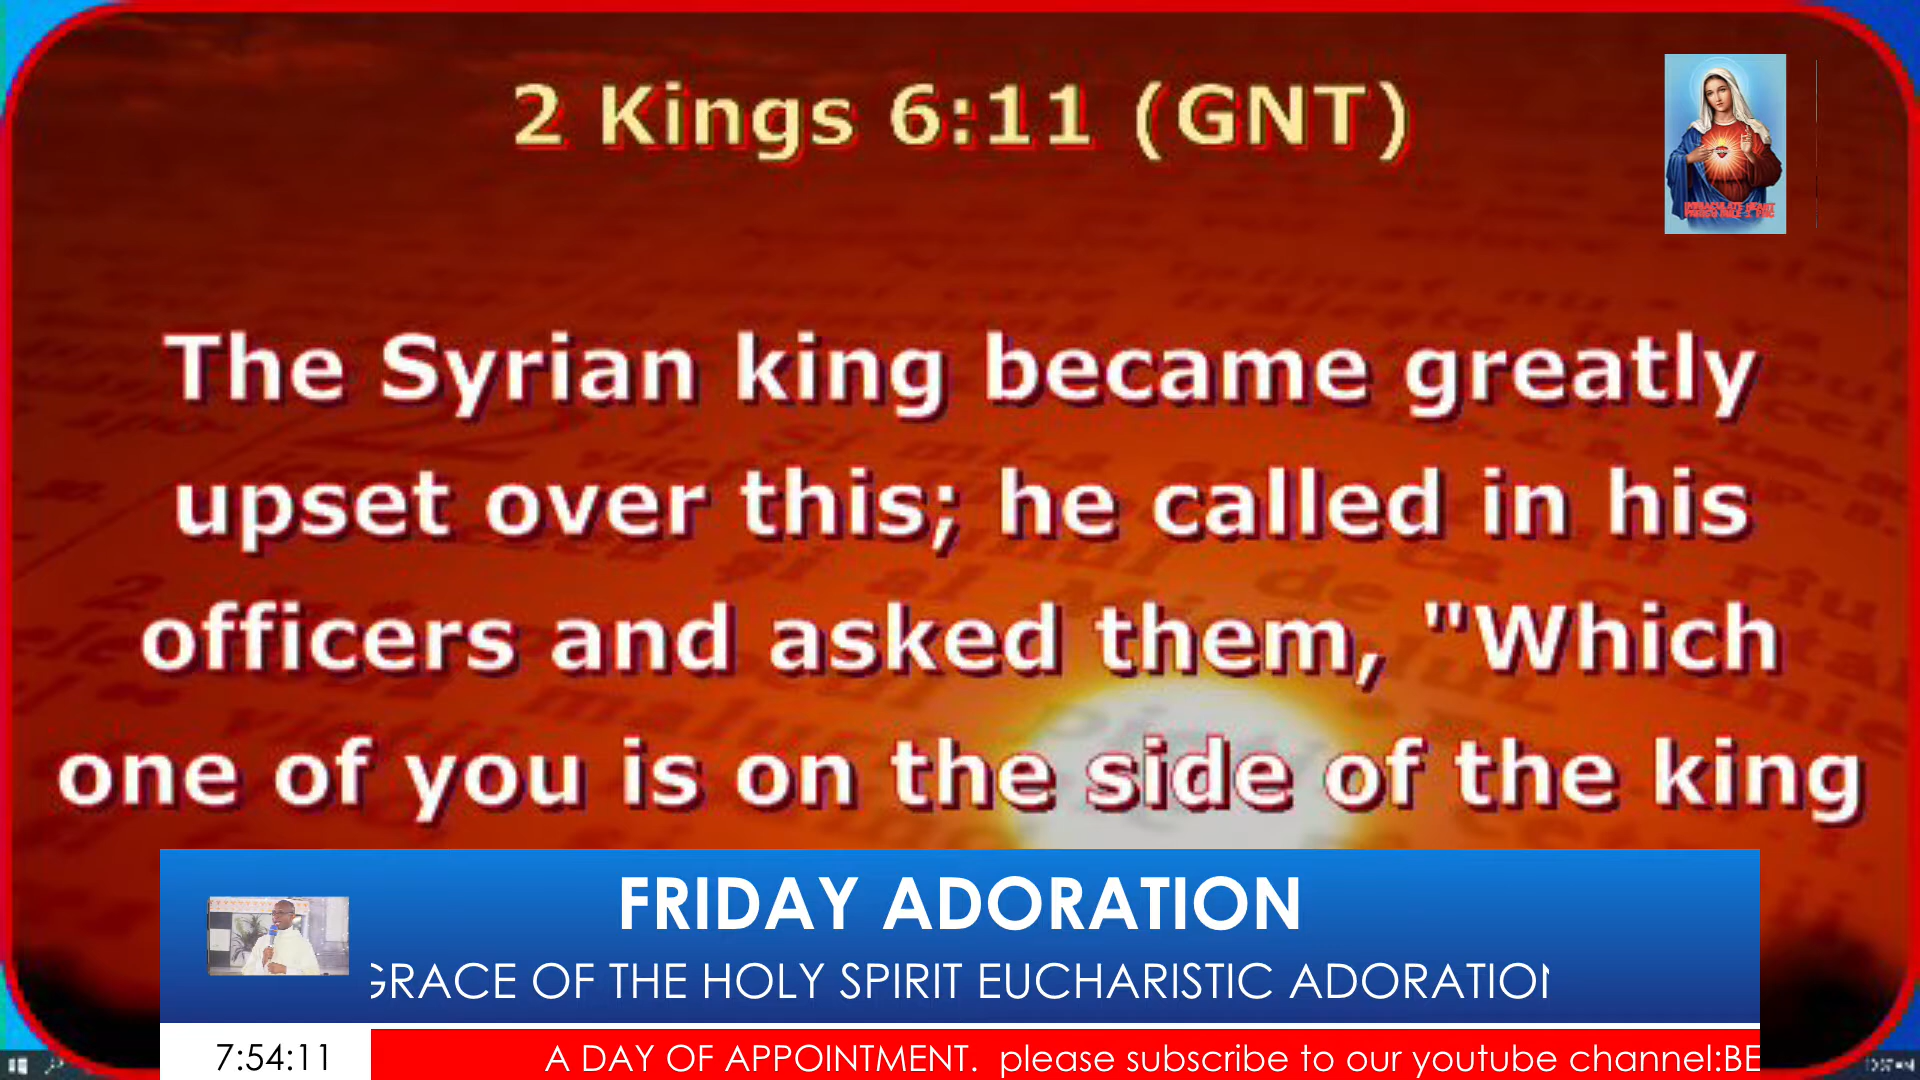 2 Kings 6:11 (GNT)
The Syrian king became greatly
upset over this; he called in his
officers and asked them, "Which
one of you is on the side of the king
FRIDAY ADORATION
GRACE OF THE HOLY SPIRIT EUCHARISTIC ADORATION
7:54:11
A DAY OF APPOINTMENT. please subscribe to our youtube channel:BE